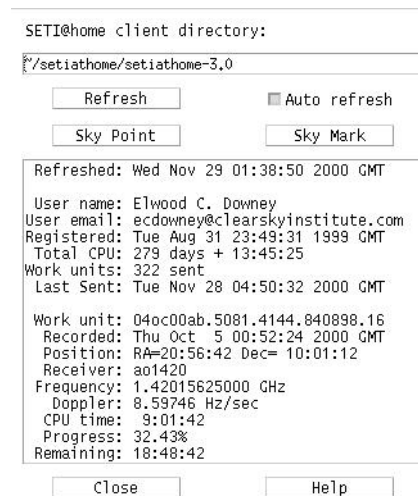 SETI@home client directory:
~/setiathome/setiathome-3.0
Refresh
Auto refresh
Sky Point
Sky Mark
Refreshed: Wed Nov 29 01:38:50 2000 GMT
User name: Elwood C. Downey
User email: ecdowney@clearskyinstitute.com
Registered: Tue Aug 31 23:49:31 1999 GMT
Total CPU: 279 days + 13:45:25
Work units: 322 sent
Last Sent: Tue Nov 28 04:50:32 2000 GMT
Work unit: 04oc00ab.5081.4144.840898.16
Recorded: Thu Oct  5 00:52:24 2000 GMT
Position: RA=20:56:42 Dec= 10:01:12
Receiver: ao1420
Frequency: 1.42015625000 GHz
Doppler: 8.59746 Hz/sec
CPU time:  9:01:42
Progress: 32.43%
Remaining: 18:48:42
Close
Help